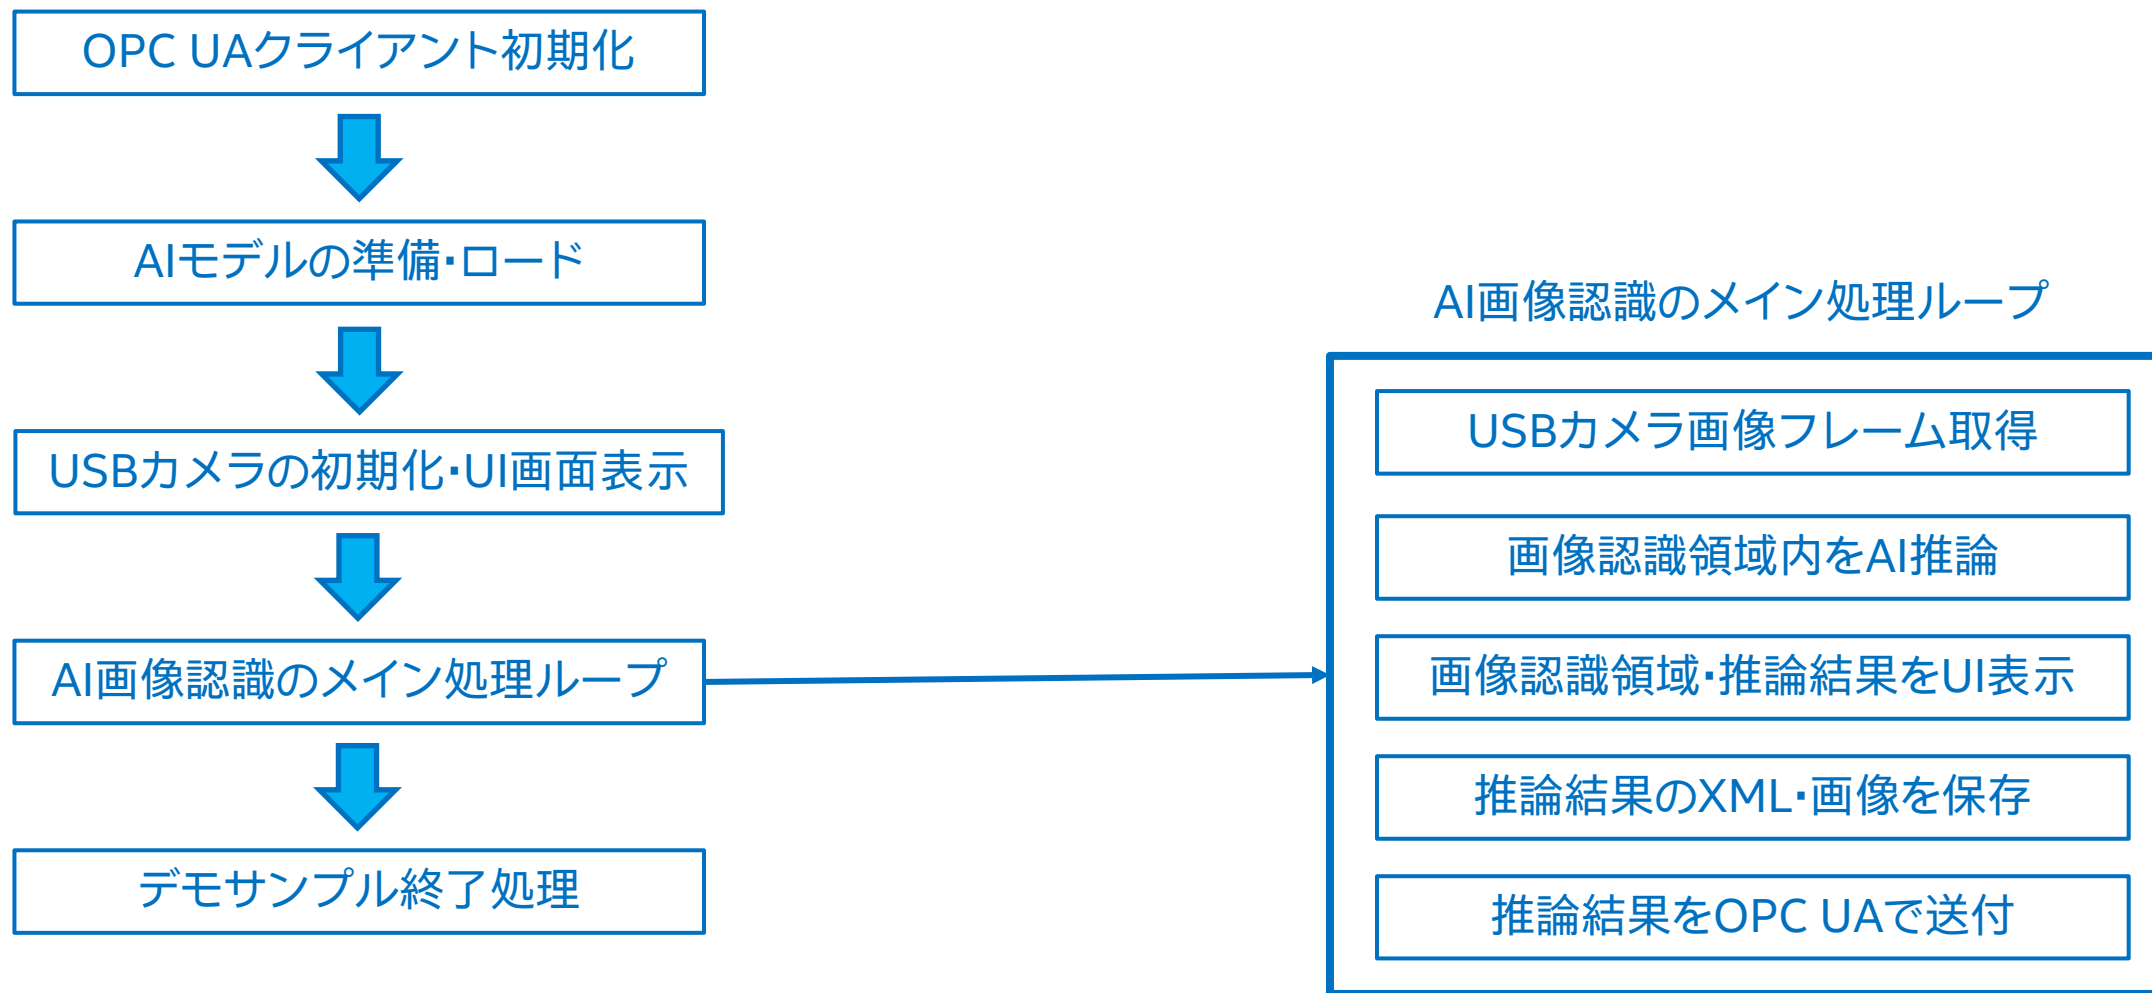 OPC UAクライアント初期化
AIモデルの準備・ロード
USBカメラの初期化・UI画面表示
AI画像認識のメイン処理ループ
デモサンプル終了処理
AI画像認識のメイン処理ループ
USBカメラ画像フレーム取得
画像認識領域内をAI推論
画像認識領域・推論結果をUI表示
推論結果のXML・画像を保存
推論結果をOPC UAで送付